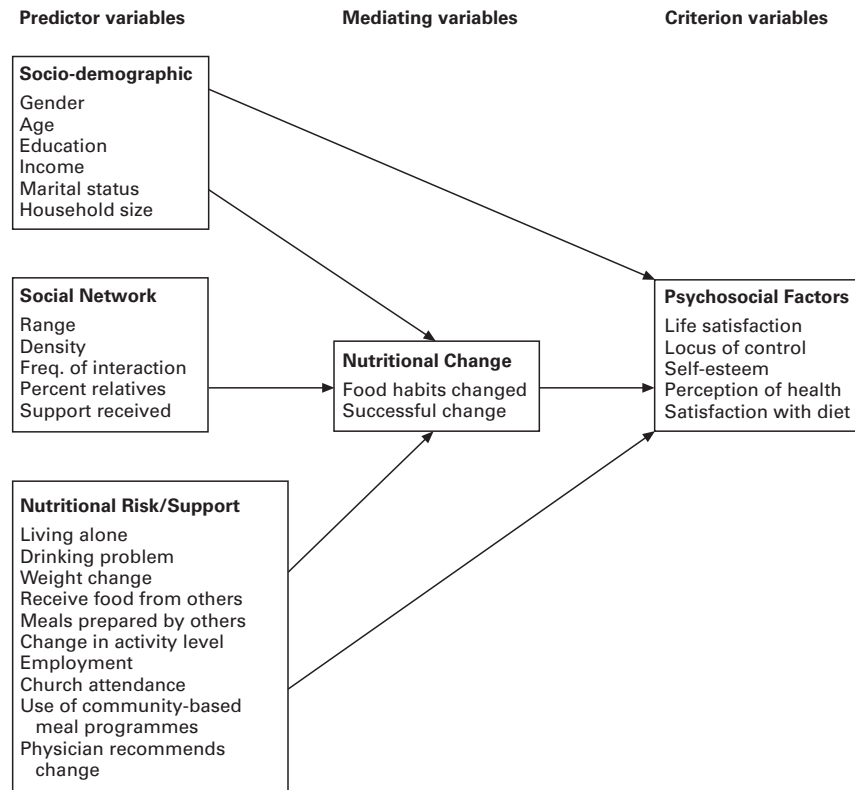 Predictor variables
Mediating variables
Criterion variables
Socio-demographic
Gender
Age
Education
Income
Marital status
Household size
Social Network
Range
Density
Freq. of interaction
Percent relatives
Support received
Nutritional Risk/Support
Living alone
Drinking problem
Weight change
Receive food from others
Meals prepared by others
Change in activity level
Employment
Church attendance
Use of community-based
meal programmes
Physician recommends
change
Nutritional Change
Food habits changed
Successful change
Psychosocial Factors
Life satisfaction
Locus of control
Self-esteem
Perception of health
Satisfaction with diet